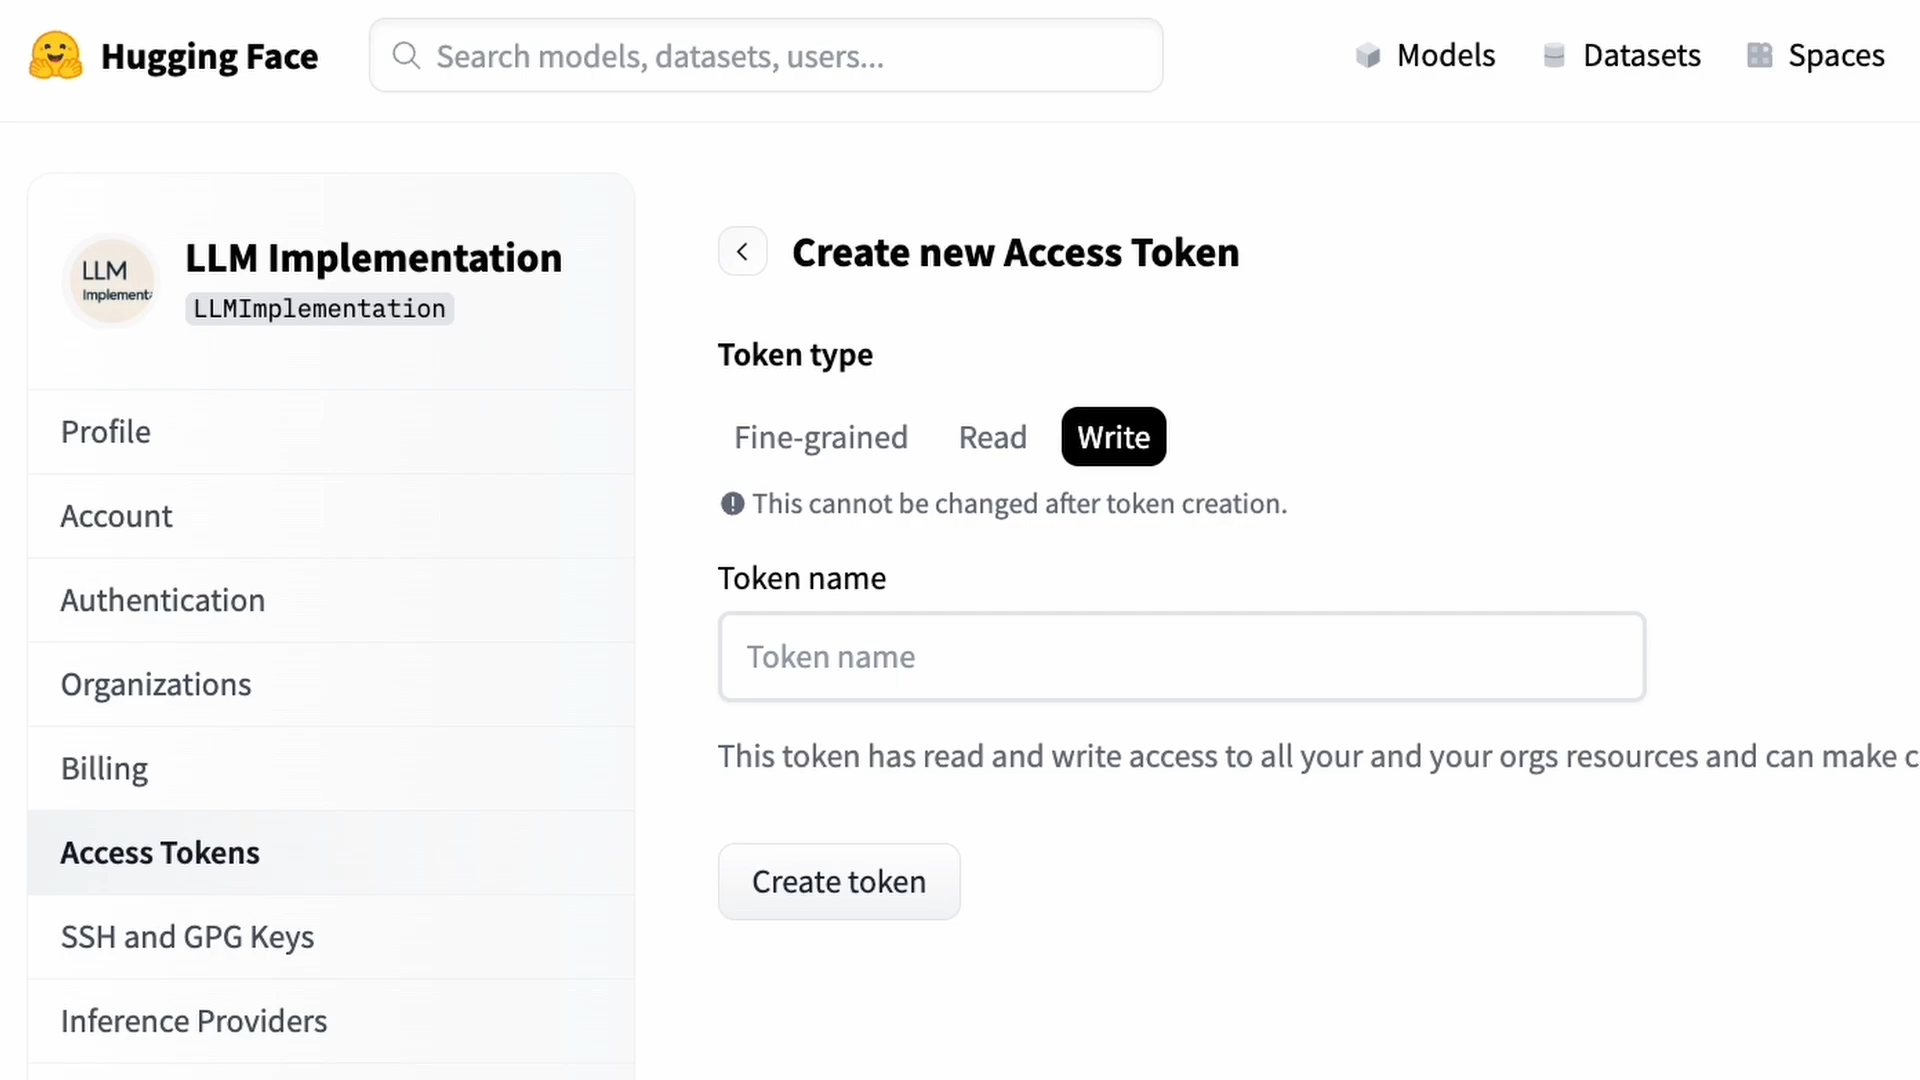 Hugging Face
Search models, datasets, users...
Models
Datasets
Spaces
LLM
Implement
LLM Implementation
LLMImplementation
Profile
Account
Authentication
Organizations
Billing
Access Tokens
SSH and GPG Keys
Inference Providers
Create new Access Token
Token type
Fine-grained
Read
Write
This cannot be changed after token creation.
Token name
Token name
This token has read and write access to all your and your orgs resources and can make c
Create token